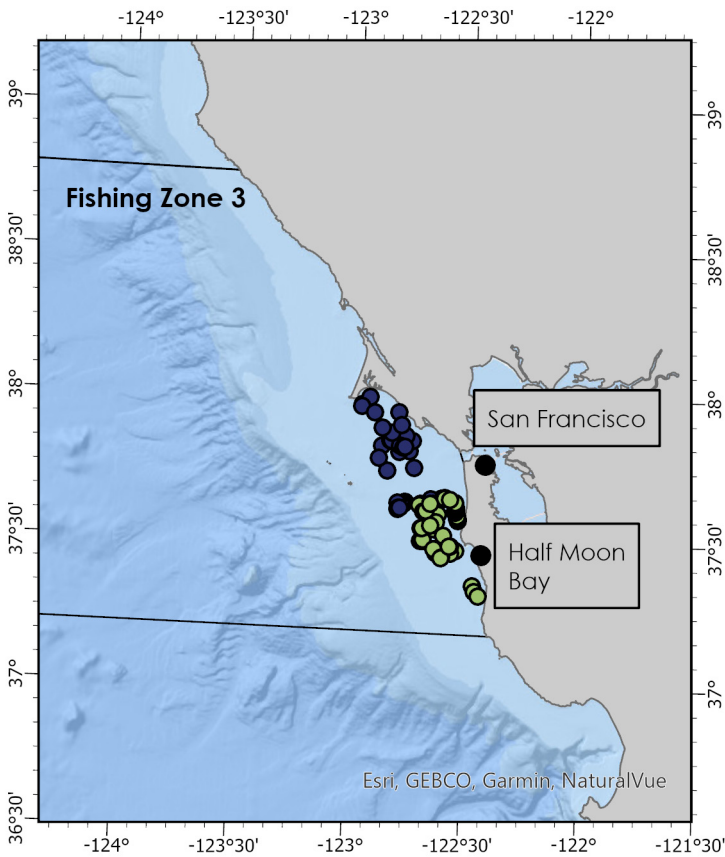 -124° -123°30' -123° -122°30' -122°
39° 39°
Fishing Zone 3
38°30' 38°30'
38° 38°
San Francisco
37°30' 37°30'
Half Moon
Bay
37° 37°
Esri, GEBCO, Garmin, NaturalVue
36°30'
-124° -123°30' -123° -122°30' -122° -121°30'